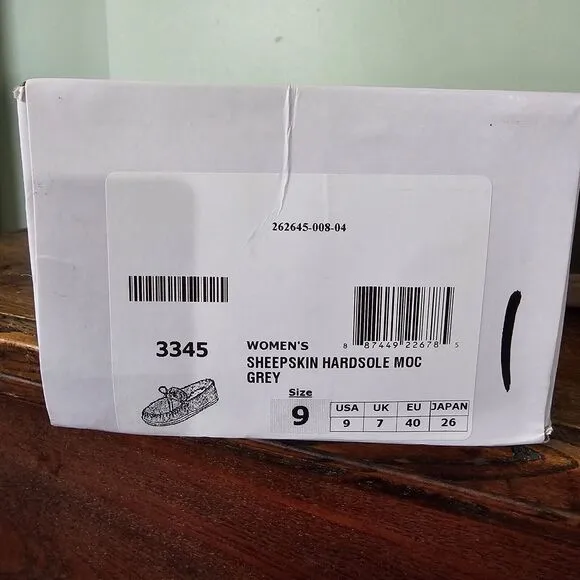 262645-008-04
8 87449 22678 5
3345
WOMEN'S
SHEEPSKIN HARDSOLE MOC
GREY
Size
9
USA UK EU JAPAN
9 7 40 26